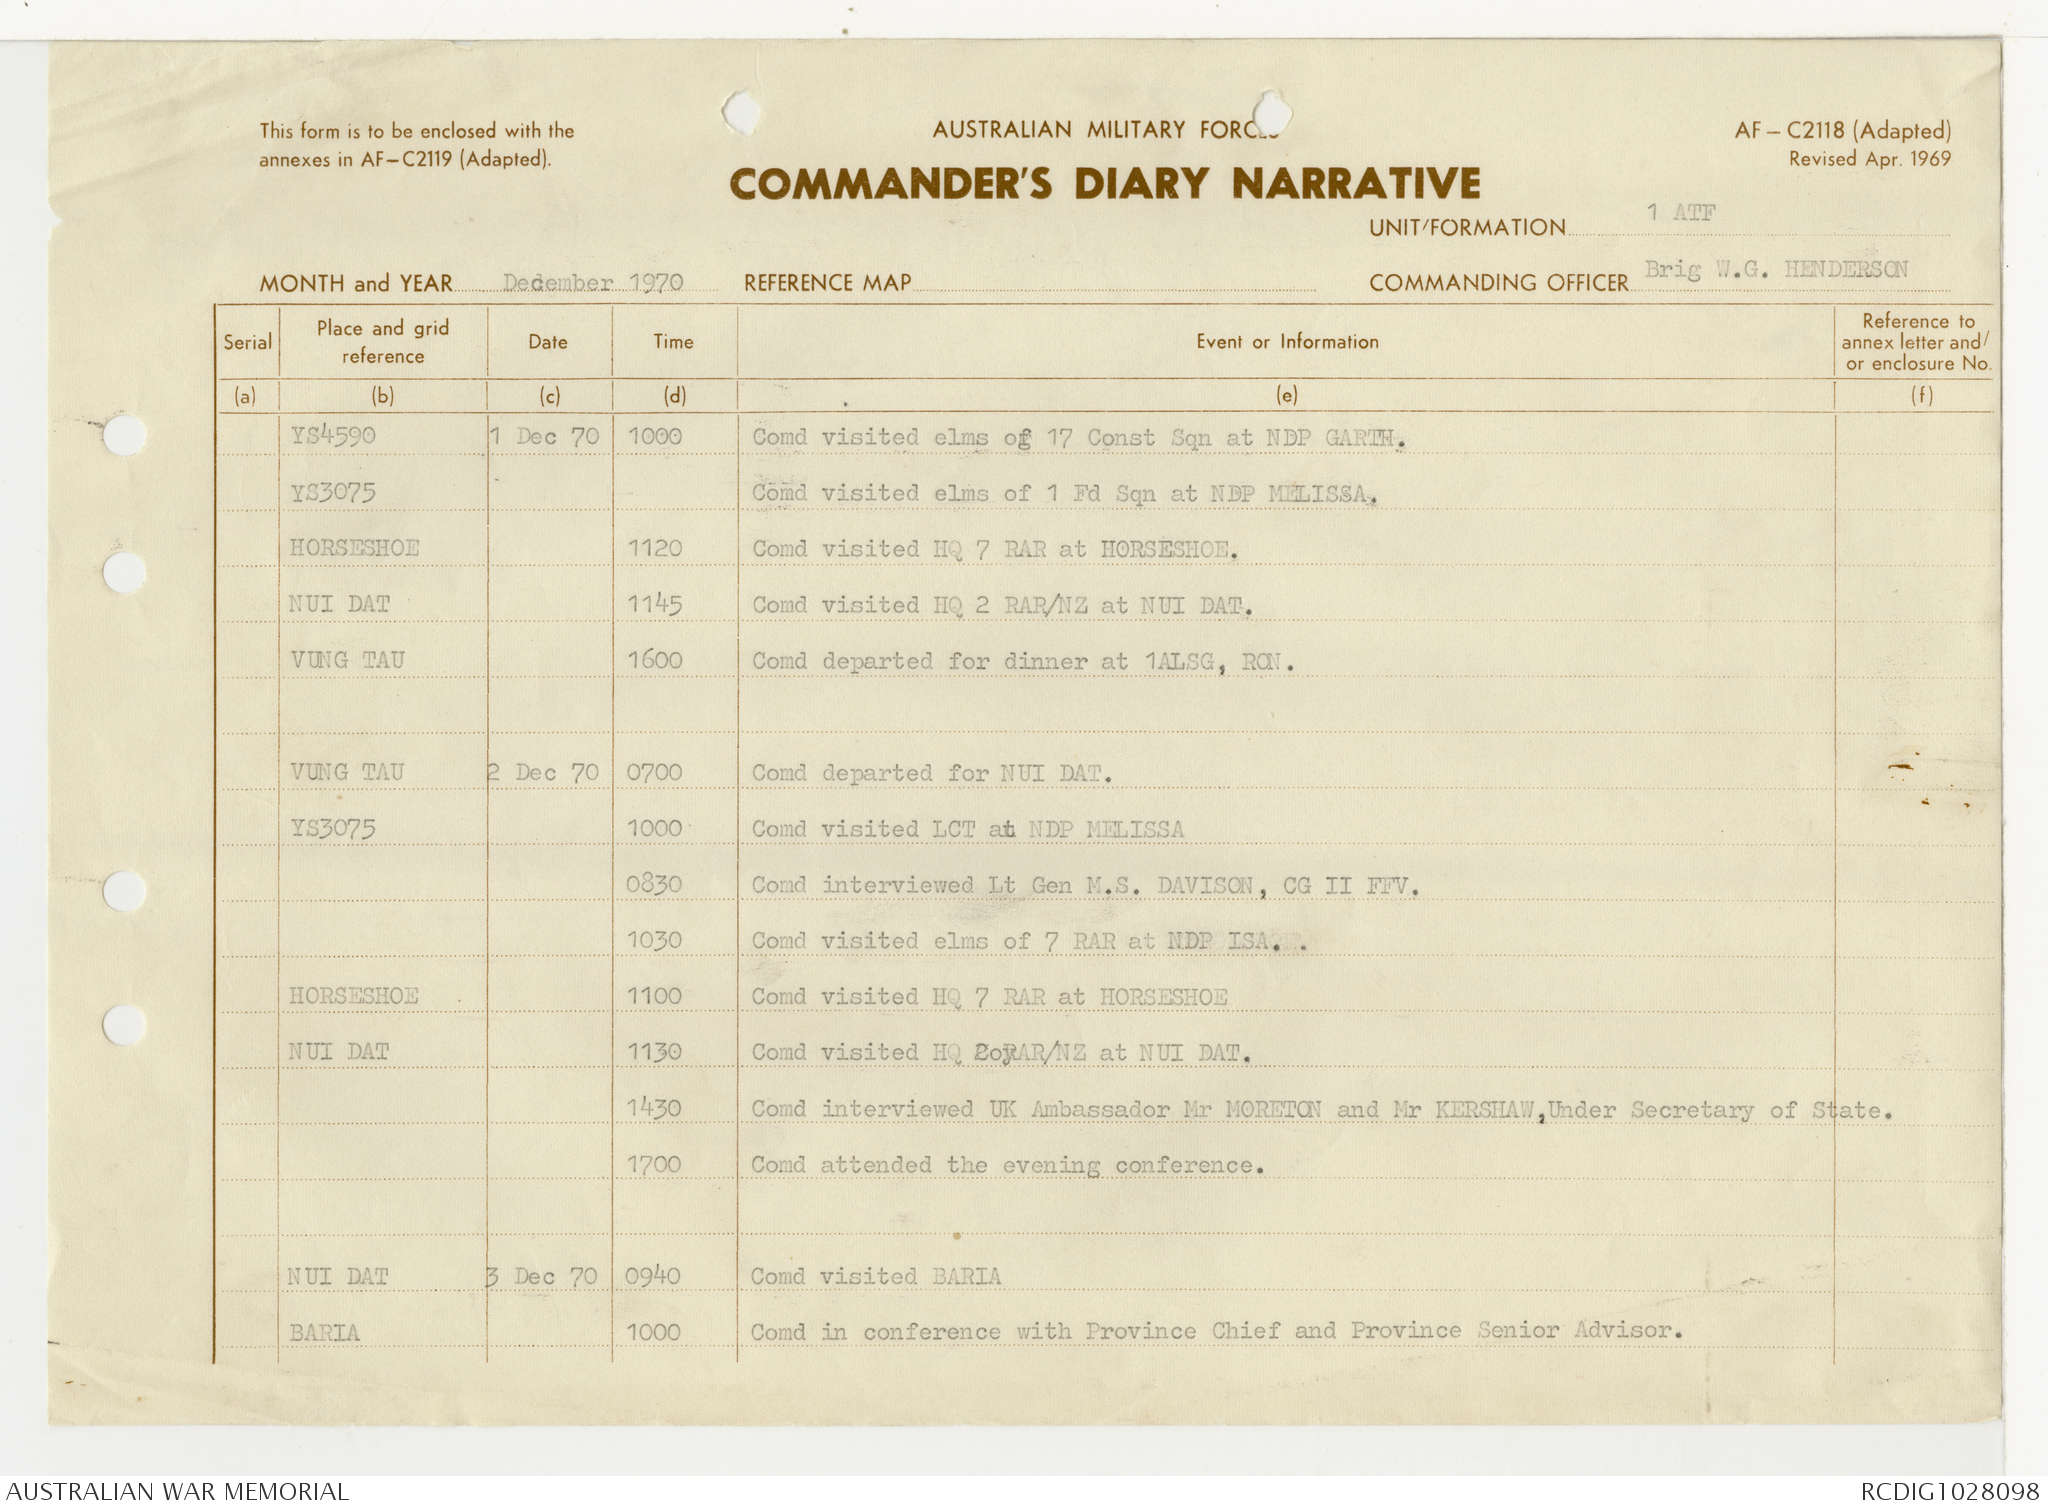 This form is to be enclosed with the
annexes in AF–C2119 (Adapted).
AUSTRALIAN MILITARY FORCES
COMMANDER'S DIARY NARRATIVE
AF – C2118 (Adapted)
Revised Apr. 1969
UNIT/FORMATION 1 ATF
MONTH and YEAR December 1970 REFERENCE MAP COMMANDING OFFICER Brig W.G. HENDERSON
Serial Place and grid reference Date Time Event or Information Reference to annex letter and/ or enclosure No.
(a) (b) (c) (d) (e) (f)
YS4590 1 Dec 70 1000 Comd visited elms of 17 Const Sqn at NDP GARTH.
YS3075 Comd visited elms of 1 Fd Sqn at NDP MELISSA.
HORSESHOE 1120 Comd visited HQ 7 RAR at HORSESHOE.
NUI DAT 1145 Comd visited HQ 2 RAR/NZ at NUI DAT.
VUNG TAU 1600 Comd departed for dinner at 1ALSG, RON.
VUNG TAU 2 Dec 70 0700 Comd departed for NUI DAT.
YS3075 1000 Comd visited LCT at NDP MELISSA
0830 Comd interviewed Lt Gen M.S. DAVISON, CG II FFV.
1030 Comd visited elms of 7 RAR at NDP ISA. .
HORSESHOE 1100 Comd visited HQ 7 RAR at HORSESHOE
NUI DAT 1130 Comd visited HQ 2 RAR/NZ at NUI DAT.
1430 Comd interviewed UK Ambassador Mr MORETON and Mr KERSHAW,Under Secretary of State.
1700 Comd attended the evening conference.
NUI DAT 3 Dec 70 0940 Comd visited BARIA
BARIA 1000 Comd in conference with Province Chief and Province Senior Advisor.
AUSTRALIAN WAR MEMORIAL
RCDIG1028098